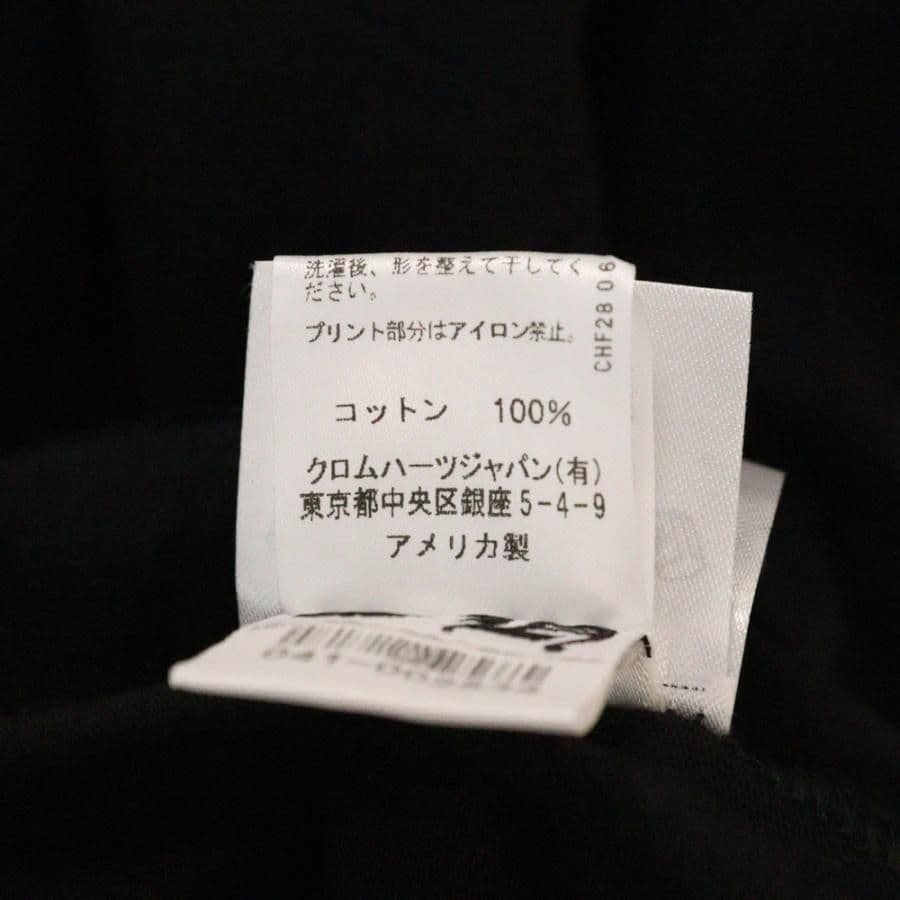 洗濯後、形を整えて干してく
ださい。
プリント部分はアイロン禁止。
CHF28 06
コットン 100%
クロムハーツジャパン(有)
東京都中央区銀座5-4-9
アメリカ製